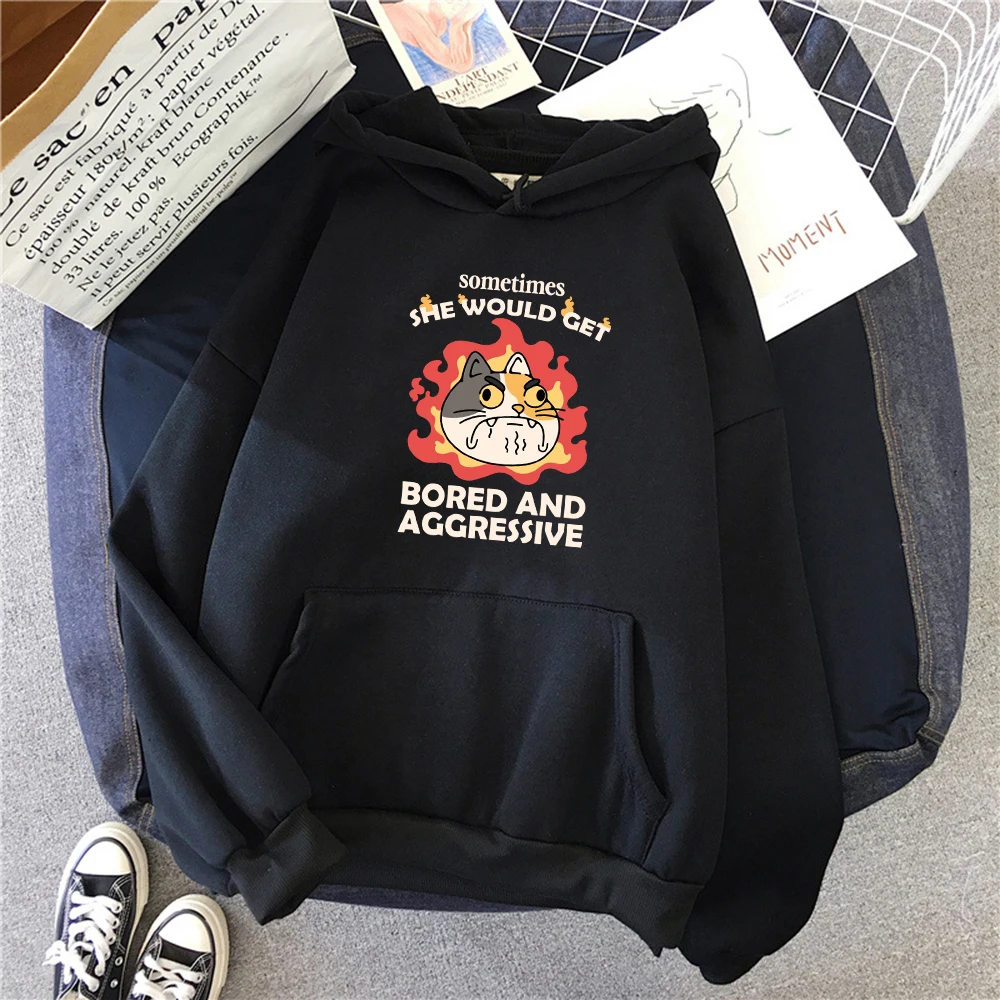 Le sac en papier
Ce sac est fabriqué à partir de
épaisseur 180g/m²; papier végétal.
100 % naturel, kraft blanc
doublé de kraft brun Contenance
33 litres. 100 % Ecographik™
Ne le jetez pas.
Il peut servir plusieurs fois.
L'ART
INDÉPENDANT
MOMENT
sometimes
SHE WOULD GET
BORED AND
AGGRESSIVE